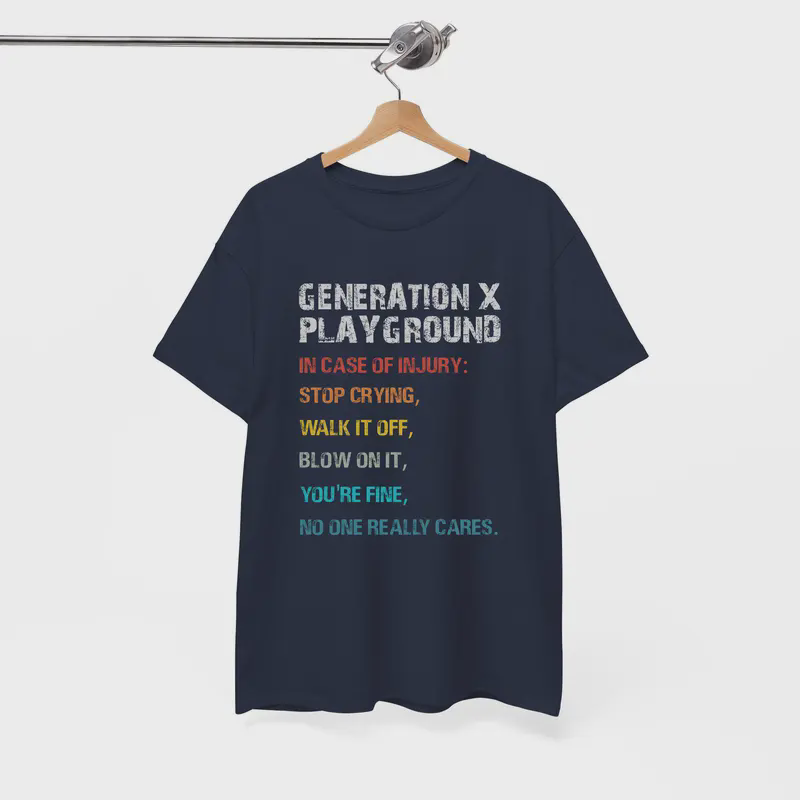 GENERATION X
PLAYGROUND
IN CASE OF INJURY:
STOP CRYING,
WALK IT OFF,
BLOW ON IT,
YOU'RE FINE,
NO ONE REALLY CARES.